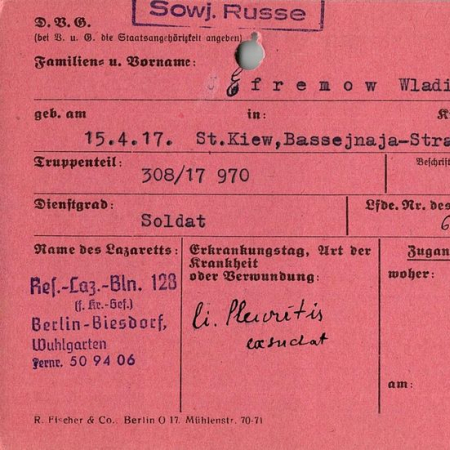 Sowj. Russe
D. V. G.
(bei V. u. G. die Staatsangehörigkeit angeben)
Familien= u. Vorname:
Efremow Wladi
geb. am in: K
15.4.17. St.Kiew,Bassejnaja-Stra
Truppenteil: Beschrift
308/17 970
Dienstgrad: Lfde. Nr. des
Soldat 6
Name des Lazaretts: Erkrankungstag, Art der Krankheit oder Verwundung: Zugan
woher:
Res.-Laz.-Bln. 128
(f. Kr.-Gef.)
Berlin-Biesdorf,
Wuhlgarten
Fernr. 50 94 06
li. Pleuritis
exsudat
am:
R. Fischer & Co., Berlin O 17, Mühlenstr. 70-71